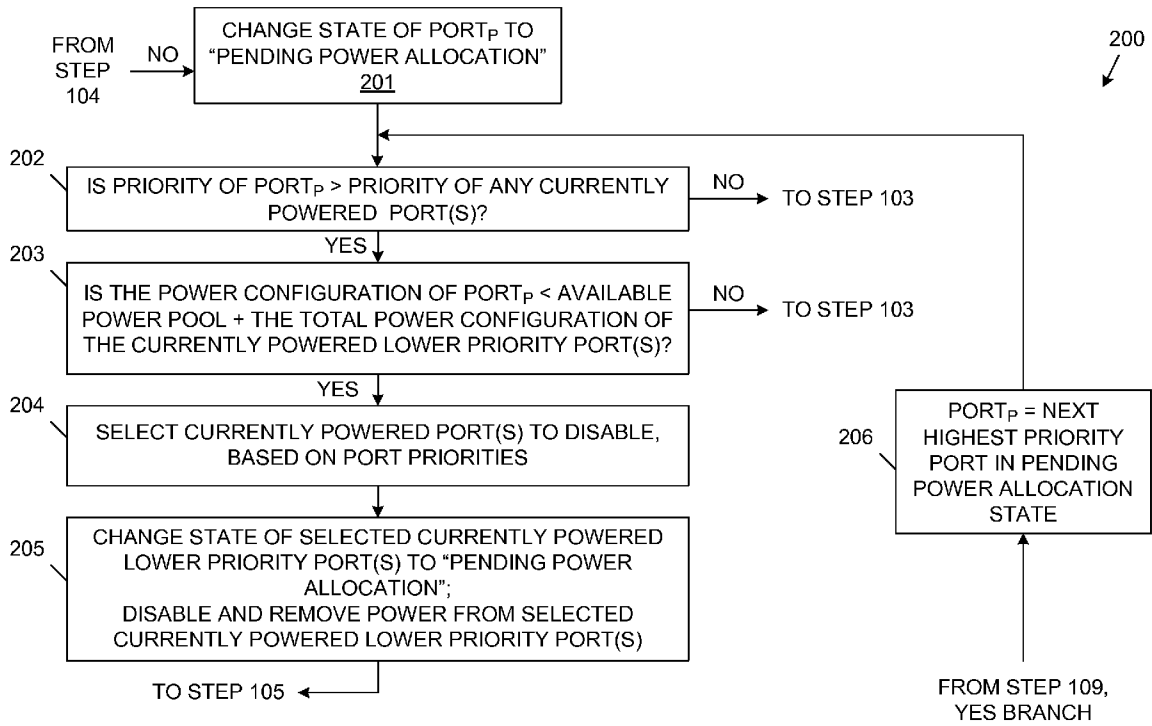 CHANGE STATE OF PORTP TO
"PENDING POWER ALLOCATION"
201
FROM
STEP
104
NO
200
202
IS PRIORITY OF PORTP > PRIORITY OF ANY CURRENTLY
POWERED PORT(S)?
NO
TO STEP 103
YES
203
IS THE POWER CONFIGURATION OF PORTP < AVAILABLE
POWER POOL + THE TOTAL POWER CONFIGURATION OF
THE CURRENTLY POWERED LOWER PRIORITY PORT(S)?
NO
TO STEP 103
YES
204
SELECT CURRENTLY POWERED PORT(S) TO DISABLE,
BASED ON PORT PRIORITIES
205
CHANGE STATE OF SELECTED CURRENTLY POWERED
LOWER PRIORITY PORT(S) TO "PENDING POWER
ALLOCATION";
DISABLE AND REMOVE POWER FROM SELECTED
CURRENTLY POWERED LOWER PRIORITY PORT(S)
TO STEP 105
206
PORTP = NEXT
HIGHEST PRIORITY
PORT IN PENDING
POWER ALLOCATION
STATE
FROM STEP 109,
YES BRANCH